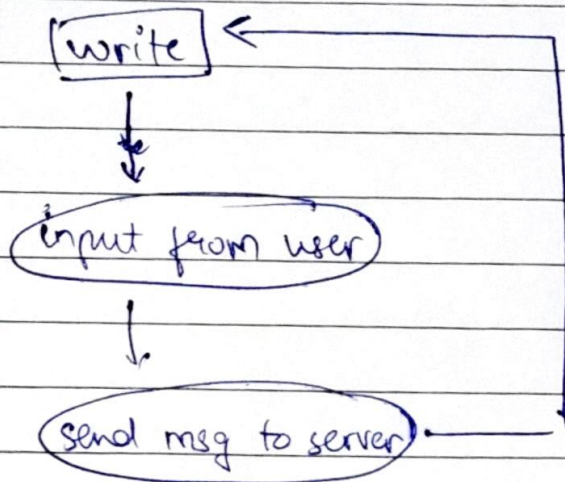 write
input from user
send msg to server